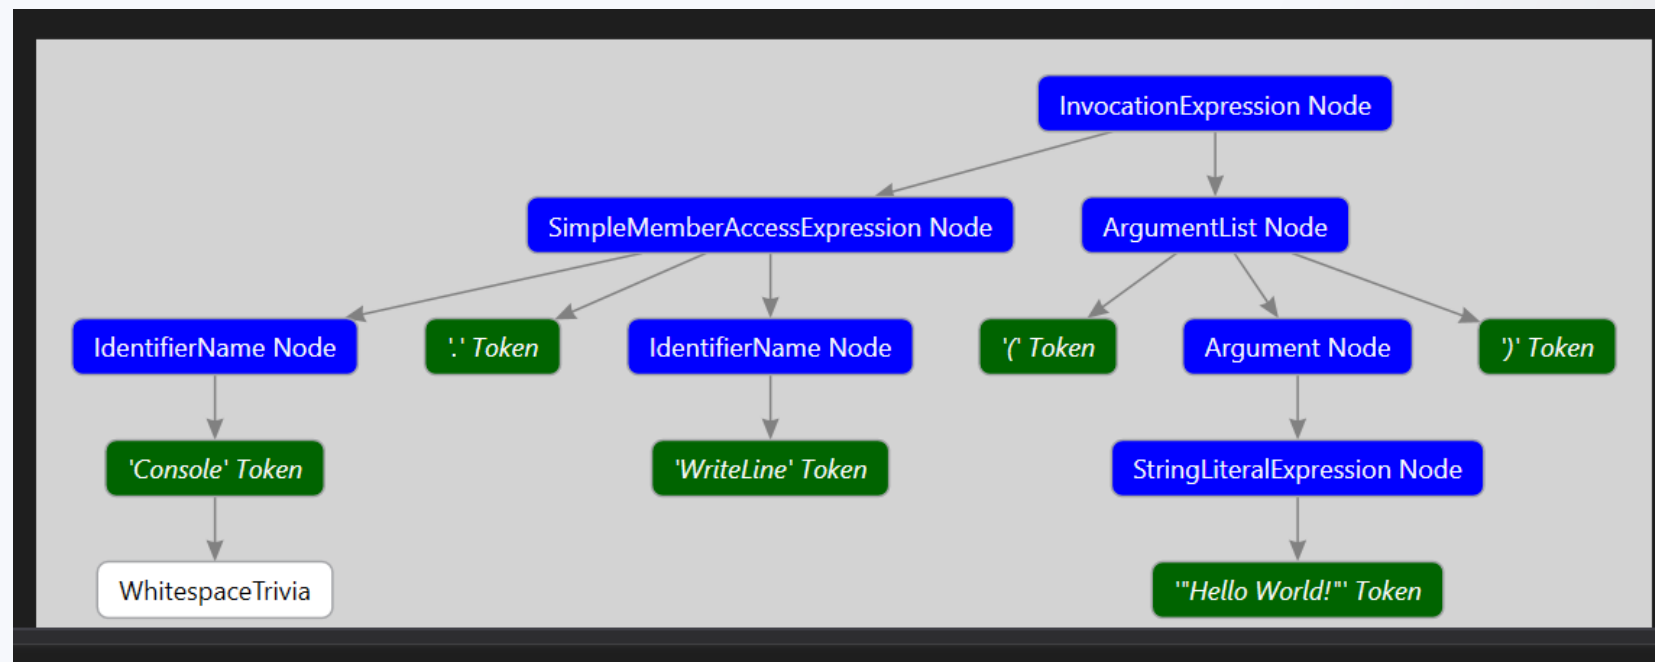 InvocationExpression Node
SimpleMemberAccessExpression Node
ArgumentList Node
IdentifierName Node
'.' Token
IdentifierName Node
'(' Token
Argument Node
')' Token
'Console' Token
'WriteLine' Token
StringLiteralExpression Node
WhitespaceTrivia
'"Hello World!"' Token